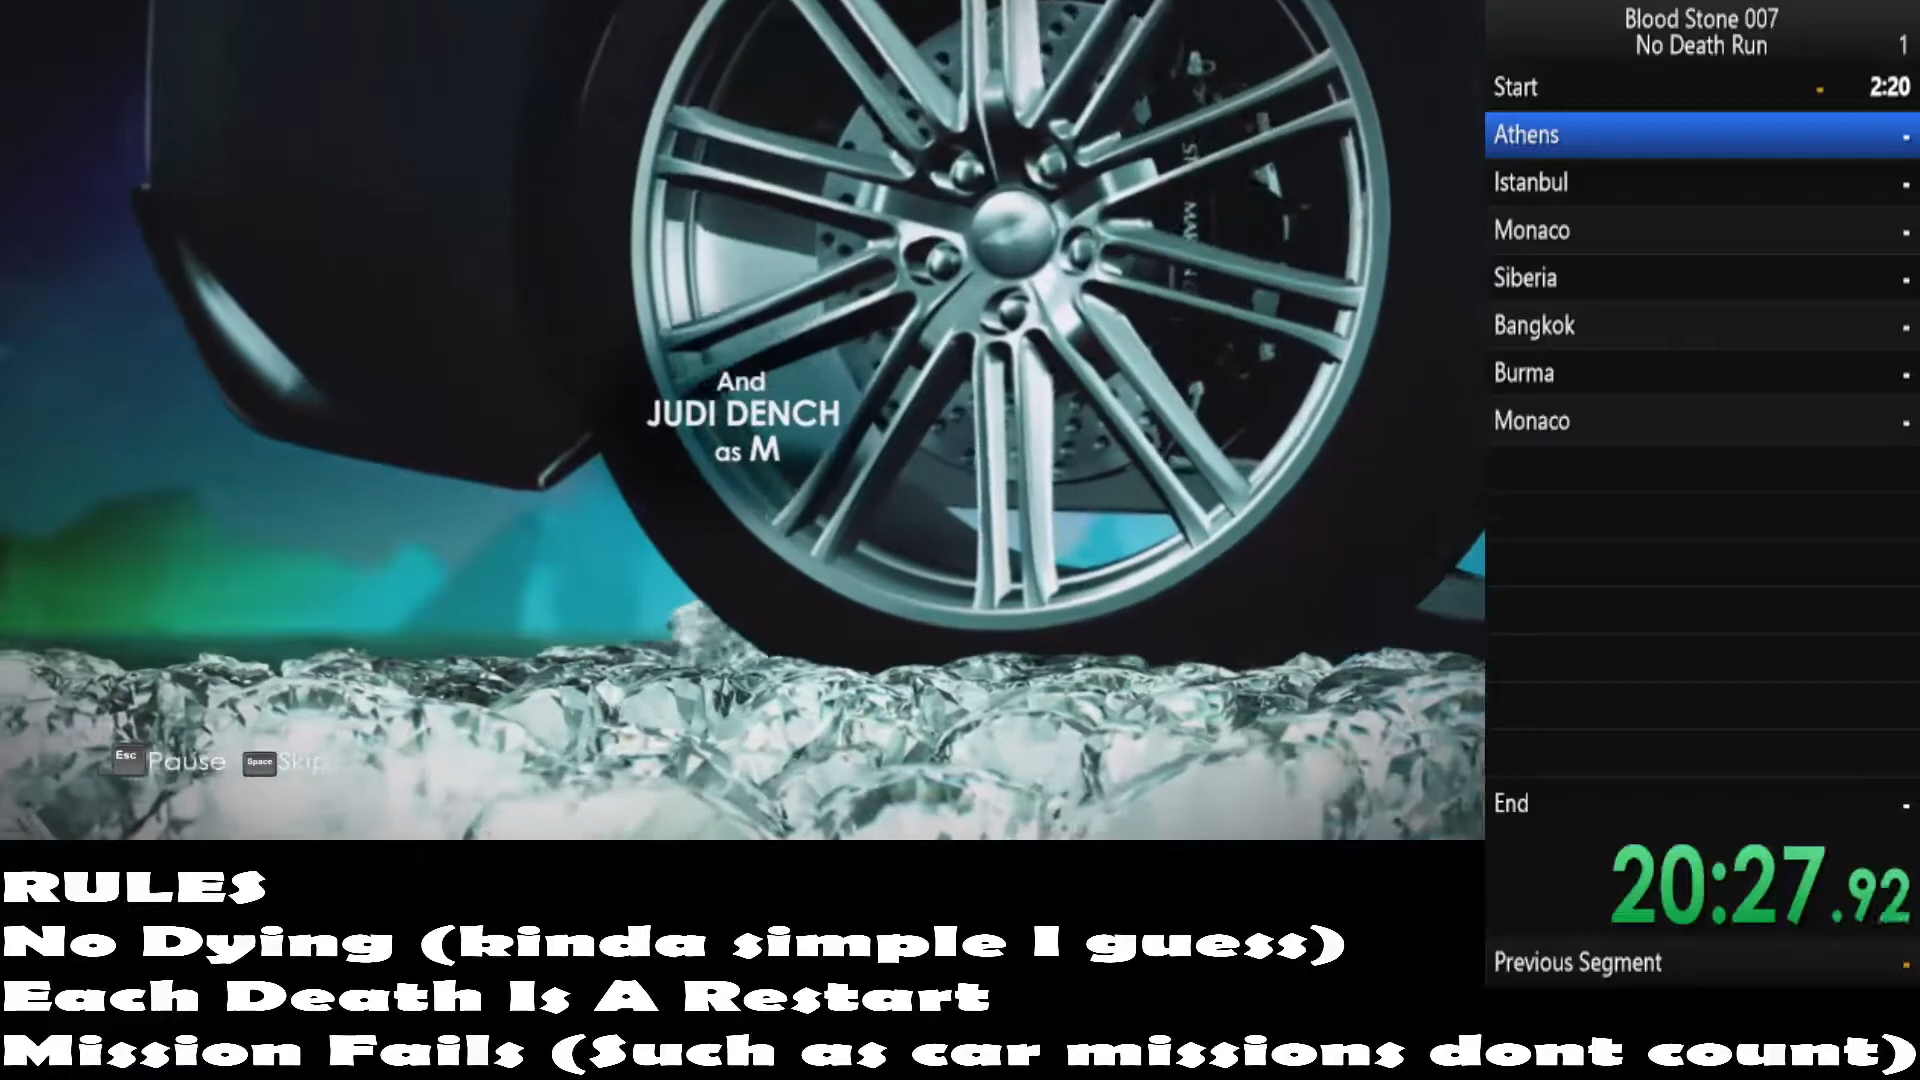 And
JUDI DENCH
as M
Esc Pause Space Skip
Blood Stone 007
No Death Run 1
Start - 2:20
Athens -
Istanbul -
Monaco -
Siberia -
Bangkok -
Burma -
Monaco -
End -
20:27.92
Previous Segment -
RULES
No Dying (kinda simple I guess)
Each Death Is A Restart
Mission Fails (Such as car missions dont count)